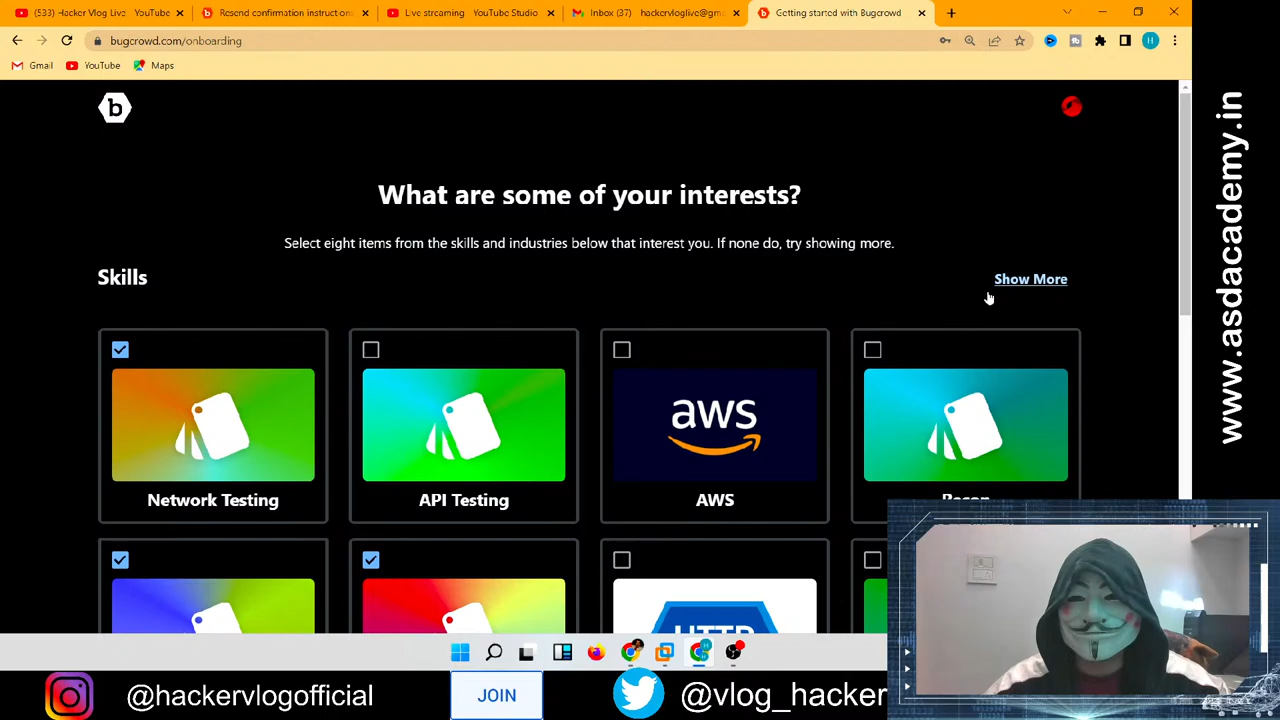 (533) Hacker Vlog Live - YouTube
Resend confirmation instructions
Live streaming - YouTube Studio
Inbox (37) - hackervloglive@gm
Getting started with Bugcrowd
bugcrowd.com/onboarding
H
Gmail
YouTube
Maps
b
What are some of your interests?
Select eight items from the skills and industries below that interest you. If none do, try showing more.
Skills
Show More
aws
Network Testing
API Testing
AWS
Recon
HTTP
@hackervlogofficial
JOIN
@vlog_hacker
www.asdacademy.in